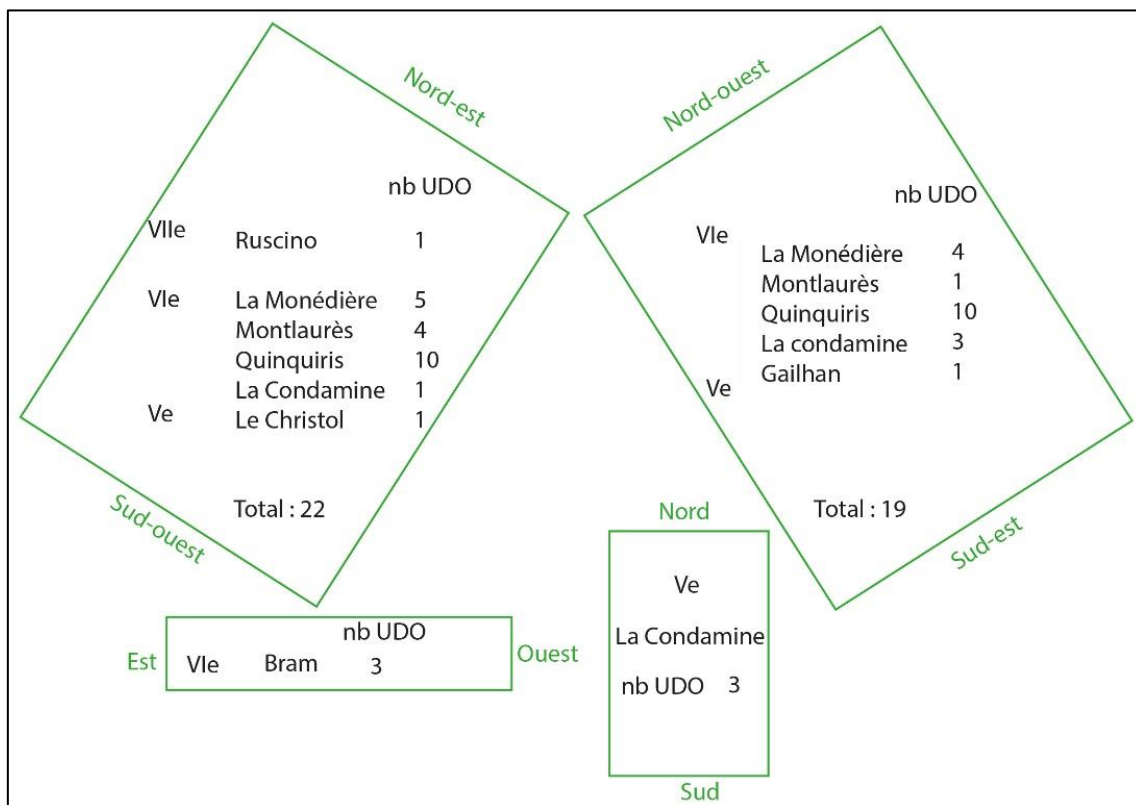 Nord-est
nb UDO
VIIe
Ruscino 1
VIe La Monédière 5
Montlaurès 4
Quinquiris 10
La Condamine 1
Ve Le Christol 1
Total : 22
Sud-ouest
Nord-ouest
nb UDO
VIe
La Monédière 4
Montlaurès 1
Quinquiris 10
La condamine 3
Gailhan 1
Ve
Total : 19
Sud-est
nb UDO
Est VIe Bram 3 Ouest
Nord
Ve
La Condamine
nb UDO 3
Sud